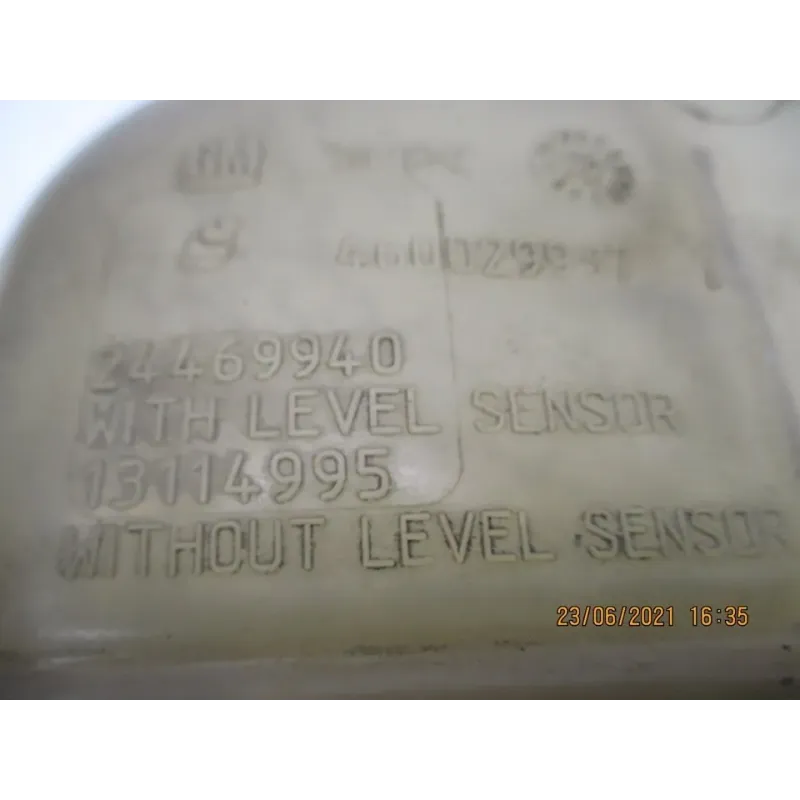 24469940
WITH LEVEL SENSOR
13114995
WITHOUT LEVEL SENSOR
23/06/2021 16:35